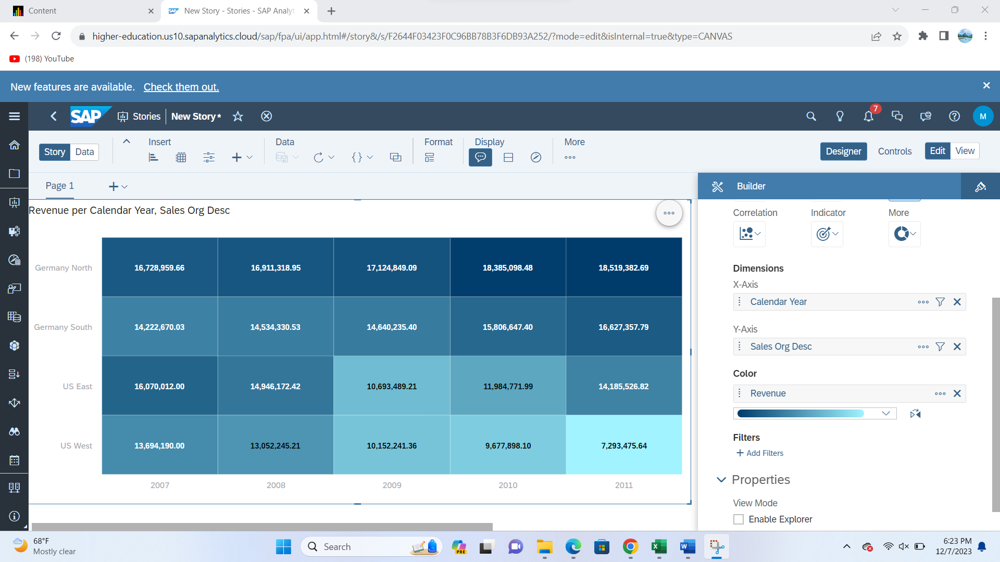 Content
New Story - Stories - SAP Analyt
higher-education.us10.sapanalytics.cloud/sap/fpa/ui/app.html#/story&/s/F2644F03423F0C96BB78B3F6DB93A252/?mode=edit&isInternal=true&type=CANVAS
(198) YouTube
New features are available. Check them out.
SAP Stories New Story* 7 M
Story Data
Insert
Data
Format
Display
More
Designer Controls Edit View
Page 1
Builder
Revenue per Calendar Year, Sales Org Desc
Germany North 16,728,959.66 16,911,318.95 17,124,849.09 18,385,098.48 18,519,382.69
Germany South 14,222,670.03 14,534,330.53 14,640,235.40 15,806,647.40 16,627,357.79
US East 16,070,012.00 14,946,172.42 10,693,489.21 11,984,771.99 14,185,526.82
US West 13,694,190.00 13,052,245.21 10,152,241.36 9,677,898.10 7,293,475.64
2007 2008 2009 2010 2011
Correlation Indicator More
Dimensions
X-Axis
Calendar Year
Y-Axis
Sales Org Desc
Color
Revenue
Filters
+ Add Filters
Properties
View Mode
Enable Explorer
68°F
Mostly clear
Search
PRE
6:23 PM
12/7/2023